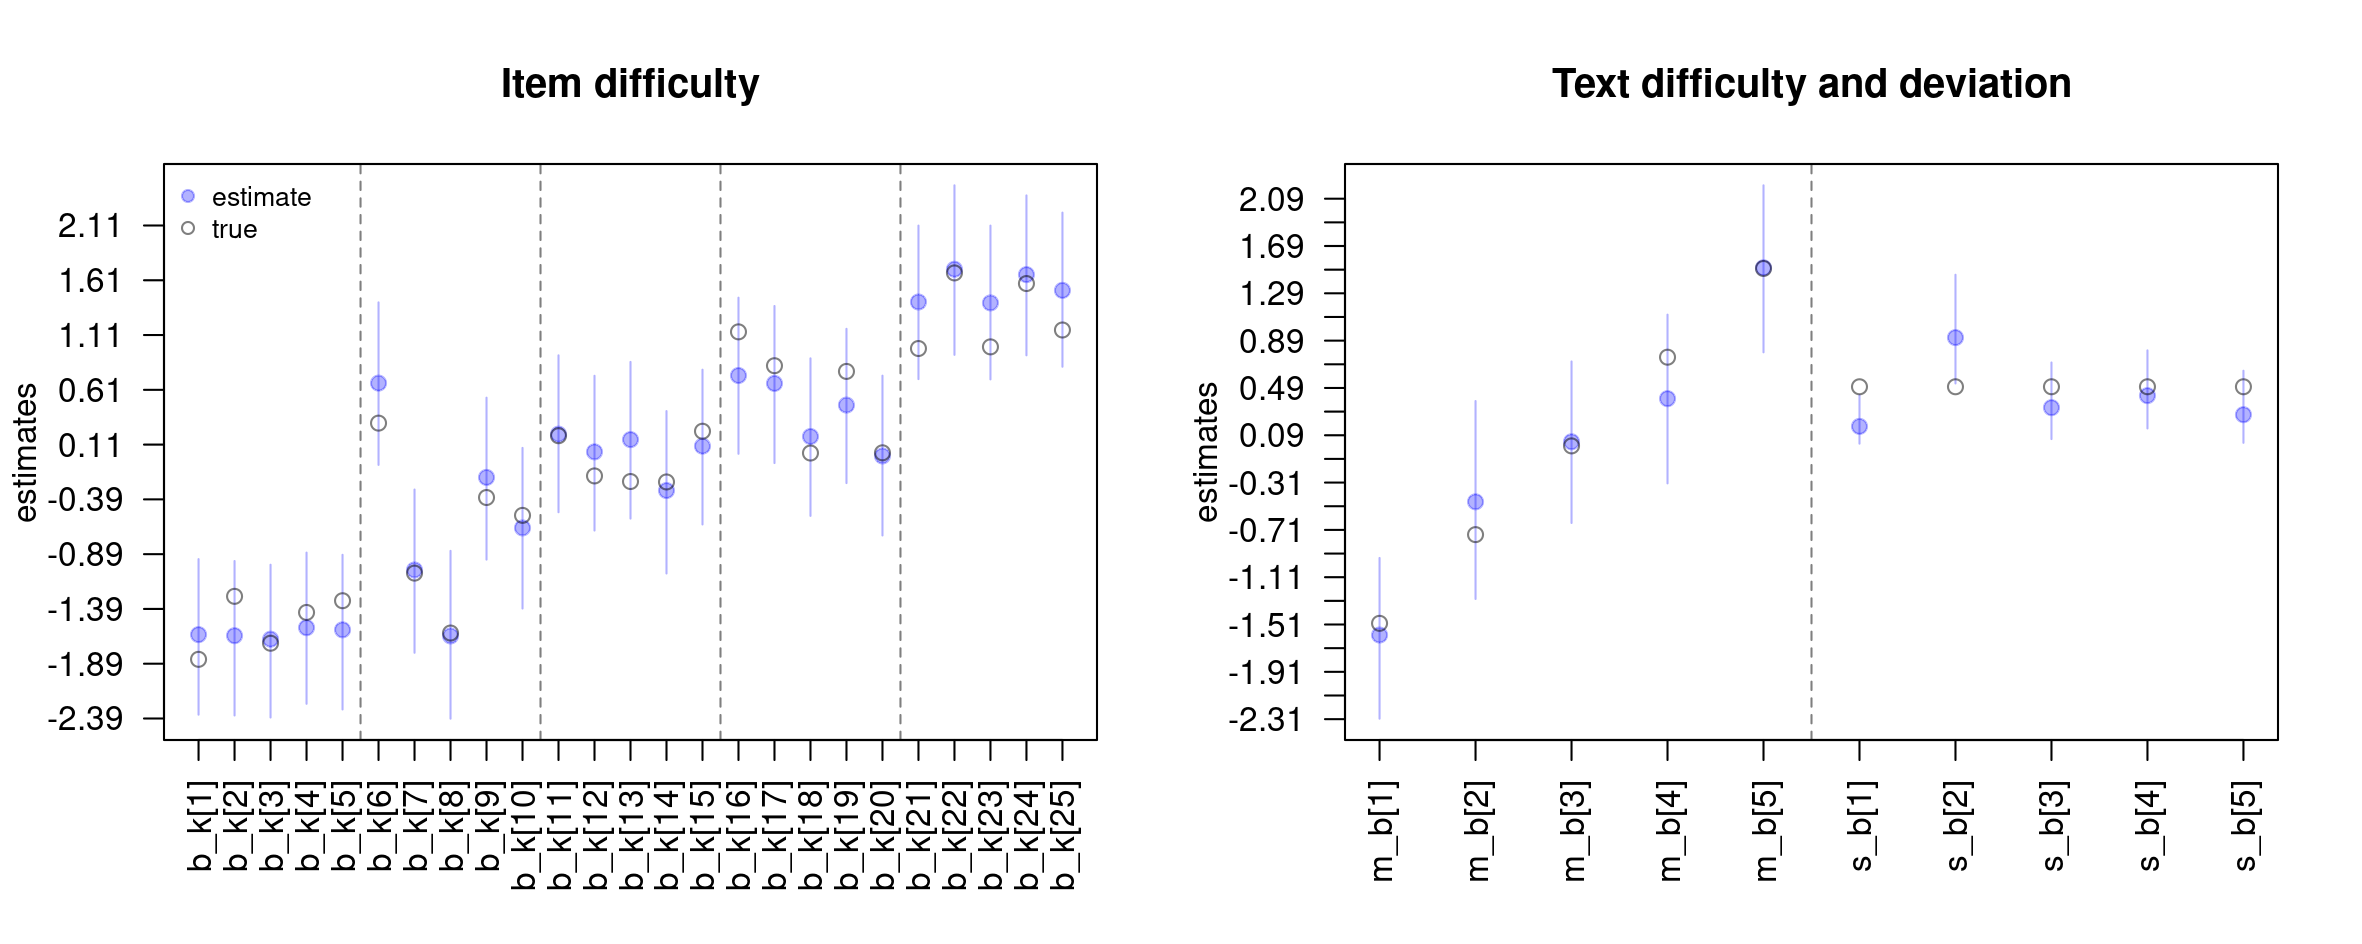 Item difficulty
estimate
true
estimates
2.11
1.61
1.11
0.61
0.11
-0.39
-0.89
-1.39
-1.89
-2.39
b_k[1]
b_k[2]
b_k[3]
b_k[4]
b_k[5]
b_k[6]
b_k[7]
b_k[8]
b_k[9]
b_k[10]
b_k[11]
b_k[12]
b_k[13]
b_k[14]
b_k[15]
b_k[16]
b_k[17]
b_k[18]
b_k[19]
b_k[20]
b_k[21]
b_k[22]
b_k[23]
b_k[24]
b_k[25]
Text difficulty and deviation
estimates
2.09
1.69
1.29
0.89
0.49
0.09
-0.31
-0.71
-1.11
-1.51
-1.91
-2.31
m_b[1]
m_b[2]
m_b[3]
m_b[4]
m_b[5]
s_b[1]
s_b[2]
s_b[3]
s_b[4]
s_b[5]